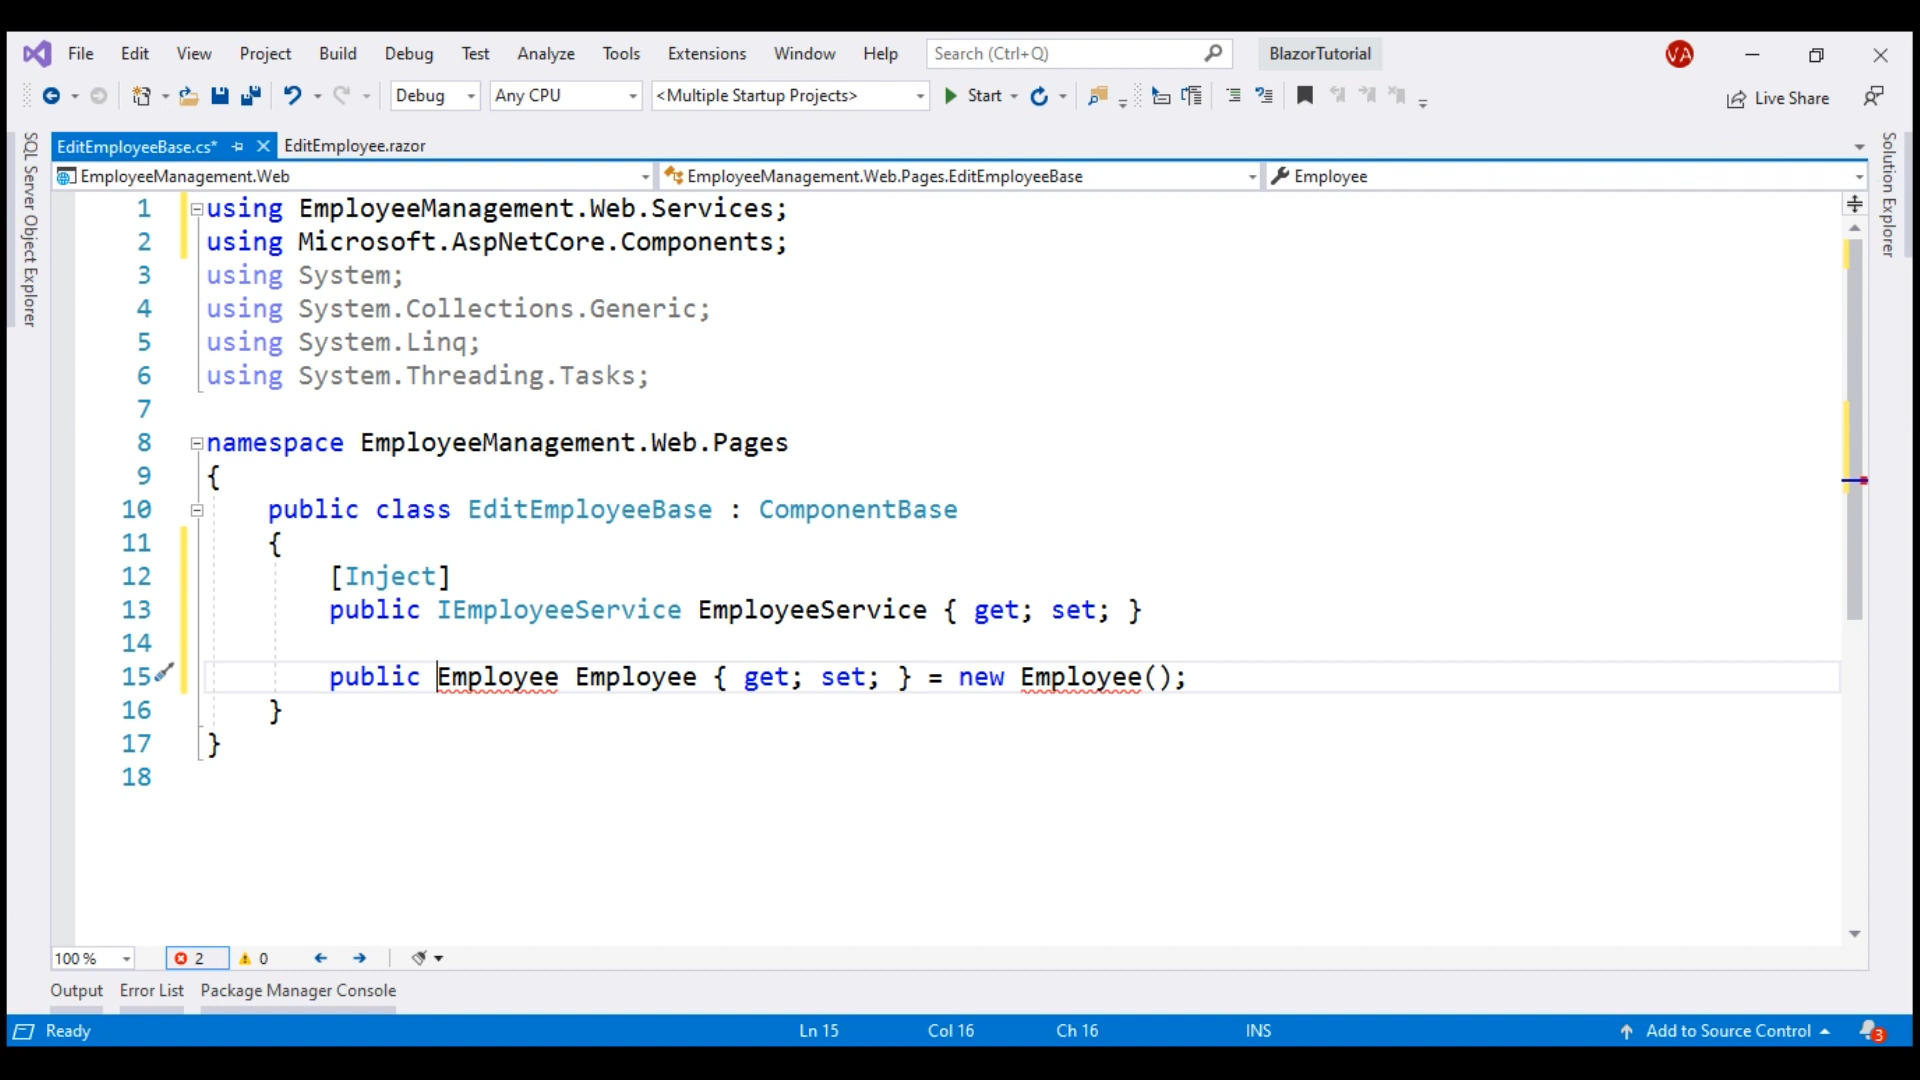 File Edit View Project Build Debug Test Analyze Tools Extensions Window Help Search (Ctrl+Q) BlazorTutorial VA
Debug Any CPU <Multiple Startup Projects> Start Live Share
SQL Server Object Explorer
EditEmployeeBase.cs* EditEmployee.razor
Solution Explorer
EmployeeManagement.Web EmployeeManagement.Web.Pages.EditEmployeeBase Employee
1 using EmployeeManagement.Web.Services;
2 using Microsoft.AspNetCore.Components;
3 using System;
4 using System.Collections.Generic;
5 using System.Linq;
6 using System.Threading.Tasks;
7
8 namespace EmployeeManagement.Web.Pages
9 {
10 public class EditEmployeeBase : ComponentBase
11 {
12 [Inject]
13 public IEmployeeService EmployeeService { get; set; }
14
15 public Employee Employee { get; set; } = new Employee();
16 }
17 }
18
100 % 2 0
Output Error List Package Manager Console
Ready Ln 15 Col 16 Ch 16 INS Add to Source Control 3